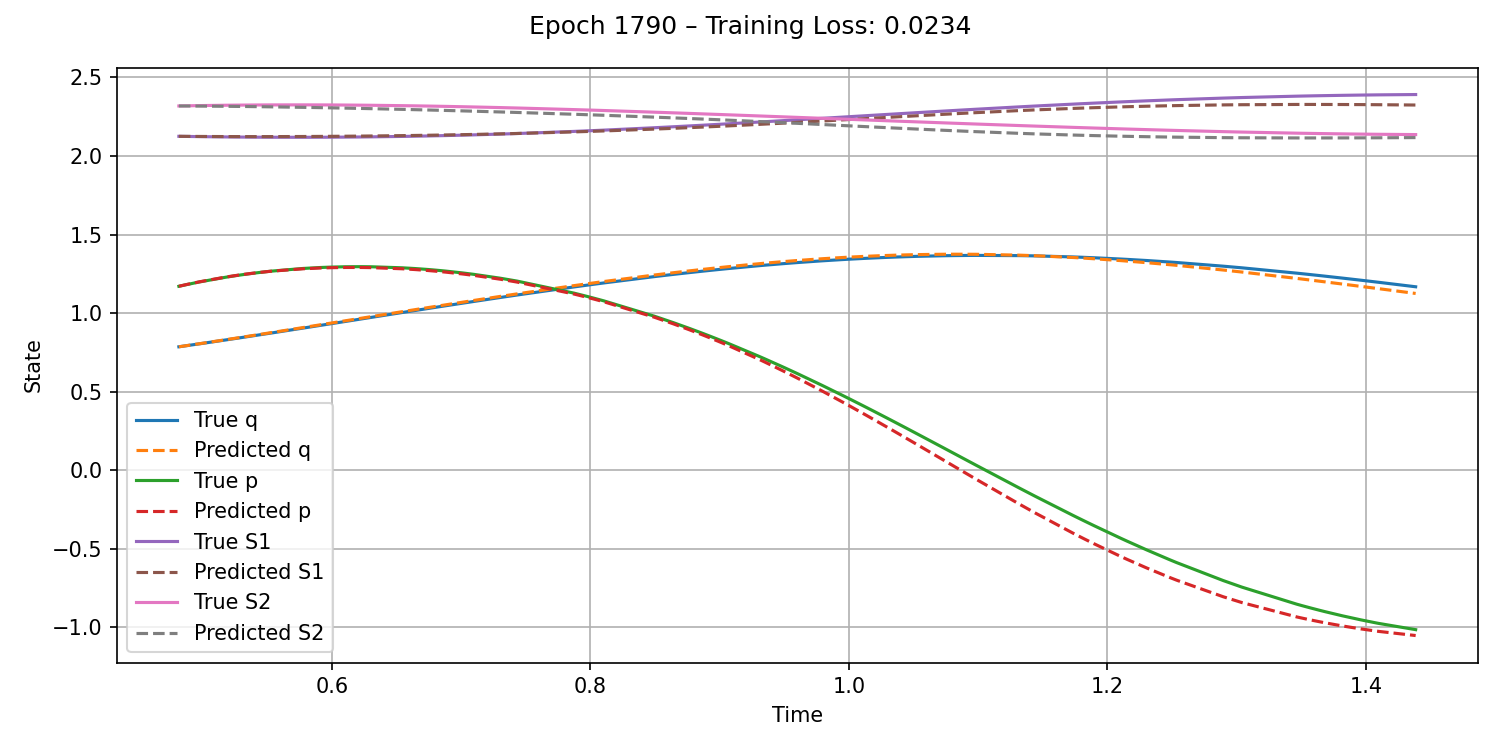 Epoch 1790 – Training Loss: 0.0234
2.5
2.0
1.5
1.0
0.5
0.0
−0.5
−1.0
State
True q
Predicted q
True p
Predicted p
True S1
Predicted S1
True S2
Predicted S2
0.6
0.8
1.0
1.2
1.4
Time